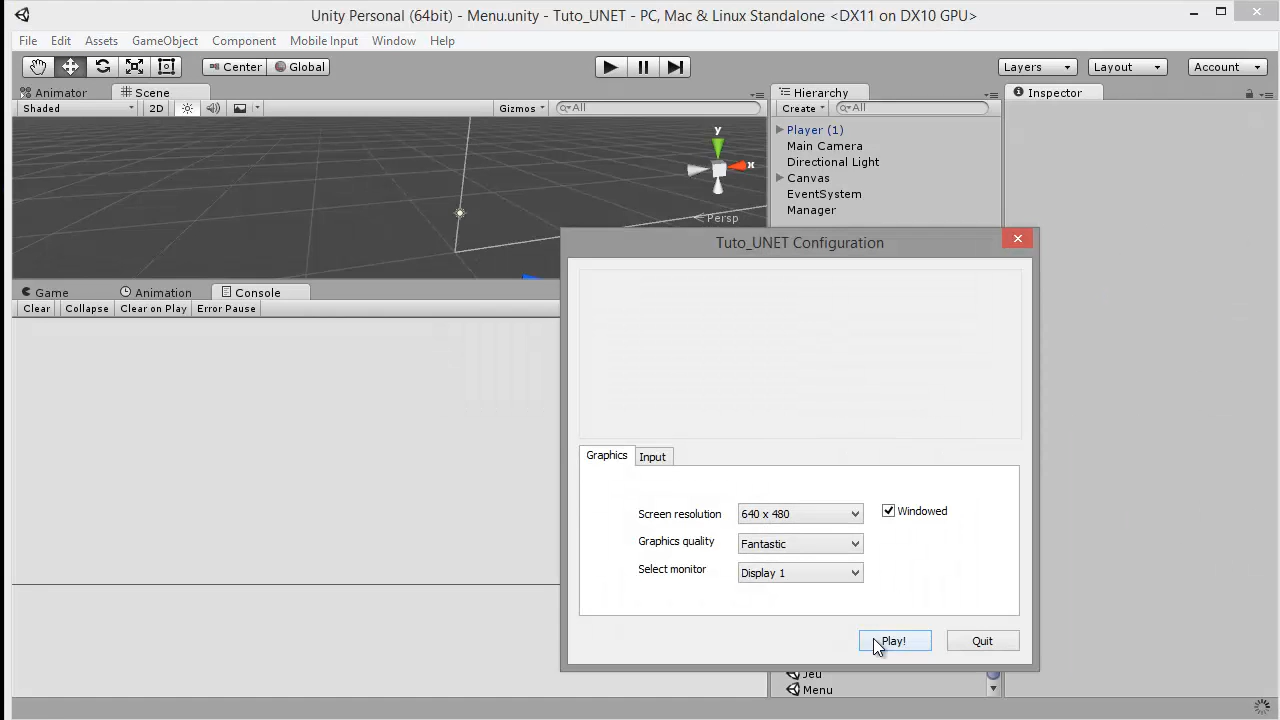 Unity Personal (64bit) - Menu.unity - Tuto_UNET - PC, Mac & Linux Standalone <DX11 on DX10 GPU>
File Edit Assets GameObject Component Mobile Input Window Help
Center Global Layers Layout Account
Animator Scene Hierarchy Inspector
Shaded 2D Gizmos All Create All
y
x
Persp
Player (1)
Main Camera
Directional Light
Canvas
EventSystem
Manager
Game Animation Console
Clear Collapse Clear on Play Error Pause
Tuto_UNET Configuration
Graphics Input
Screen resolution 640 x 480 Windowed
Graphics quality Fantastic
Select monitor Display 1
Play! Quit
Jeu
Menu